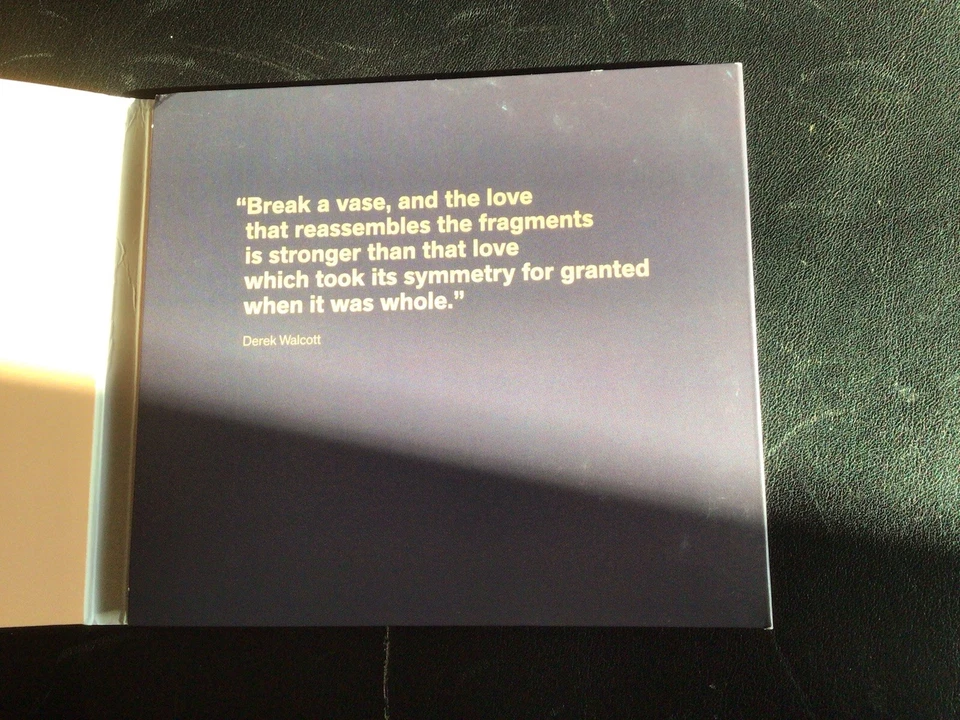 “Break a vase, and the love
that reassembles the fragments
is stronger than that love
which took its symmetry for granted
when it was whole.”
Derek Walcott